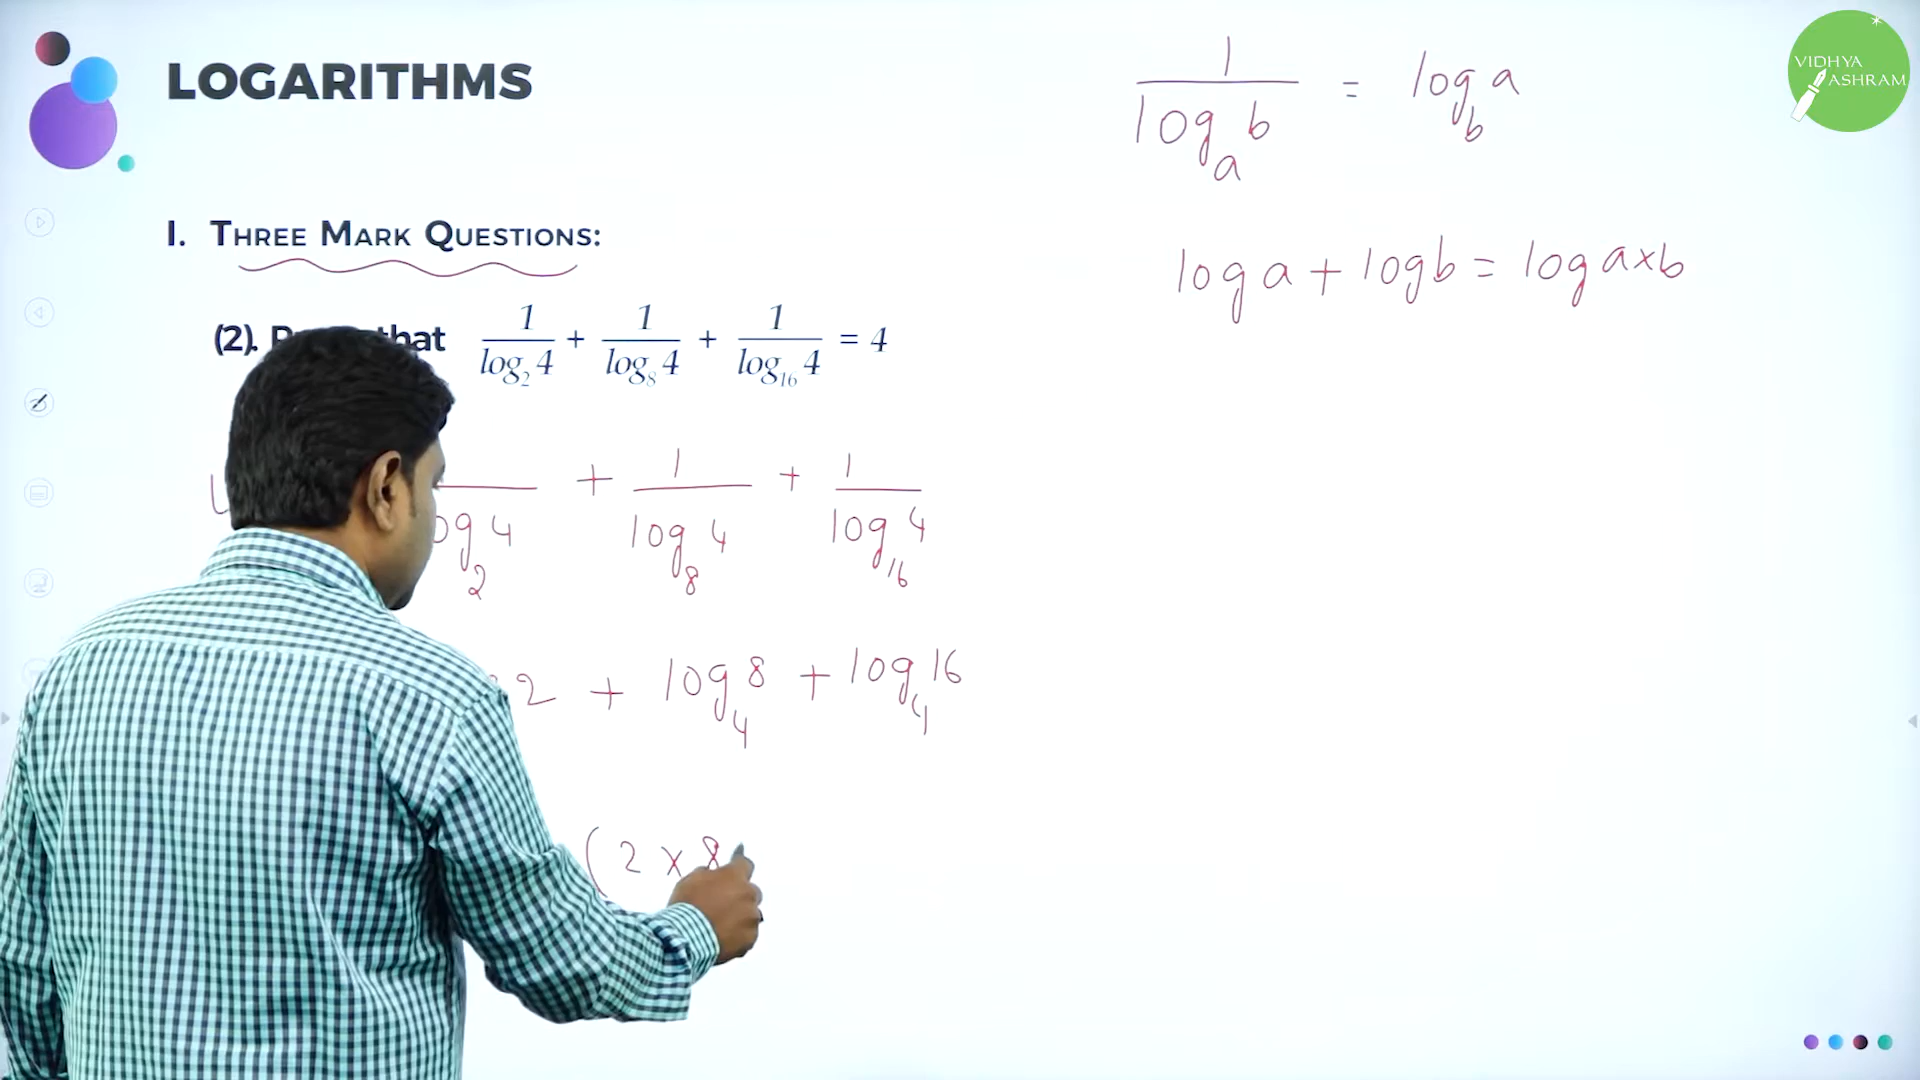 LOGARITHMS
VIDHYA
ASHRAM
1/log_a b = log_b a
I. THREE MARK QUESTIONS:
log a + log b = log a×b
(2). that 1/log₂4 + 1/log₈4 + 1/log₁₆4 = 4
+ 1/log₈4 + 1/log₁₆4
og₂4
2 + log₄8 + log₄16
(2 × 8